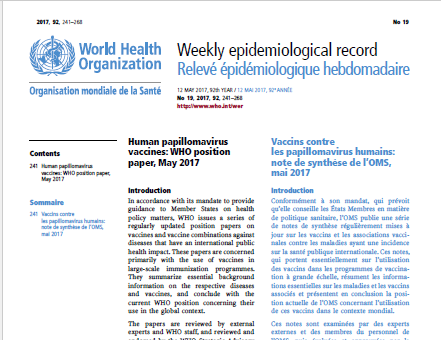 2017, 92, 241–268
No 19
World Health
Organization
Organisation mondiale de la Santé
Weekly epidemiological record
Relevé épidémiologique hebdomadaire
12 MAY 2017, 92th YEAR / 12 MAI 2017, 92e ANNÉE
No 19, 2017, 92, 241–268
http://www.who.int/wer
Contents
241 Human papillomavirus
vaccines: WHO position paper,
May 2017
Sommaire
241 Vaccins contre
les papillomavirus humains:
note de synthèse de l'OMS,
mai 2017
Human papillomavirus
vaccines: WHO position
paper, May 2017
Introduction
In accordance with its mandate to provide
guidance to Member States on health
policy matters, WHO issues a series of
regularly updated position papers on
vaccines and vaccine combinations against
diseases that have an international public
health impact. These papers are concerned
primarily with the use of vaccines in
large-scale immunization programmes.
They summarize essential background
information on the respective diseases
and vaccines, and conclude with the
current WHO position concerning their
use in the global context.
The papers are reviewed by external
experts and WHO staff, and reviewed and
Vaccins contre
les papillomavirus humains:
note de synthèse de l'OMS,
mai 2017
Introduction
Conformément à son mandat, qui prévoit
qu'elle conseille les États Membres en matière
de politique sanitaire, l'OMS publie une série
de notes de synthèse régulièrement mises à
jour sur les vaccins et les associations vacci-
nales contre les maladies ayant une incidence
sur la santé publique internationale. Ces notes,
qui portent essentiellement sur l'utilisation
des vaccins dans les programmes de vaccina-
tion à grande échelle, résument les informa-
tions essentielles sur les maladies et les vaccins
associés et présentent en conclusion la posi-
tion actuelle de l'OMS concernant l'utilisation
de ces vaccins dans le contexte mondial.
Ces notes sont examinées par des experts
externes et des membres du personnel de